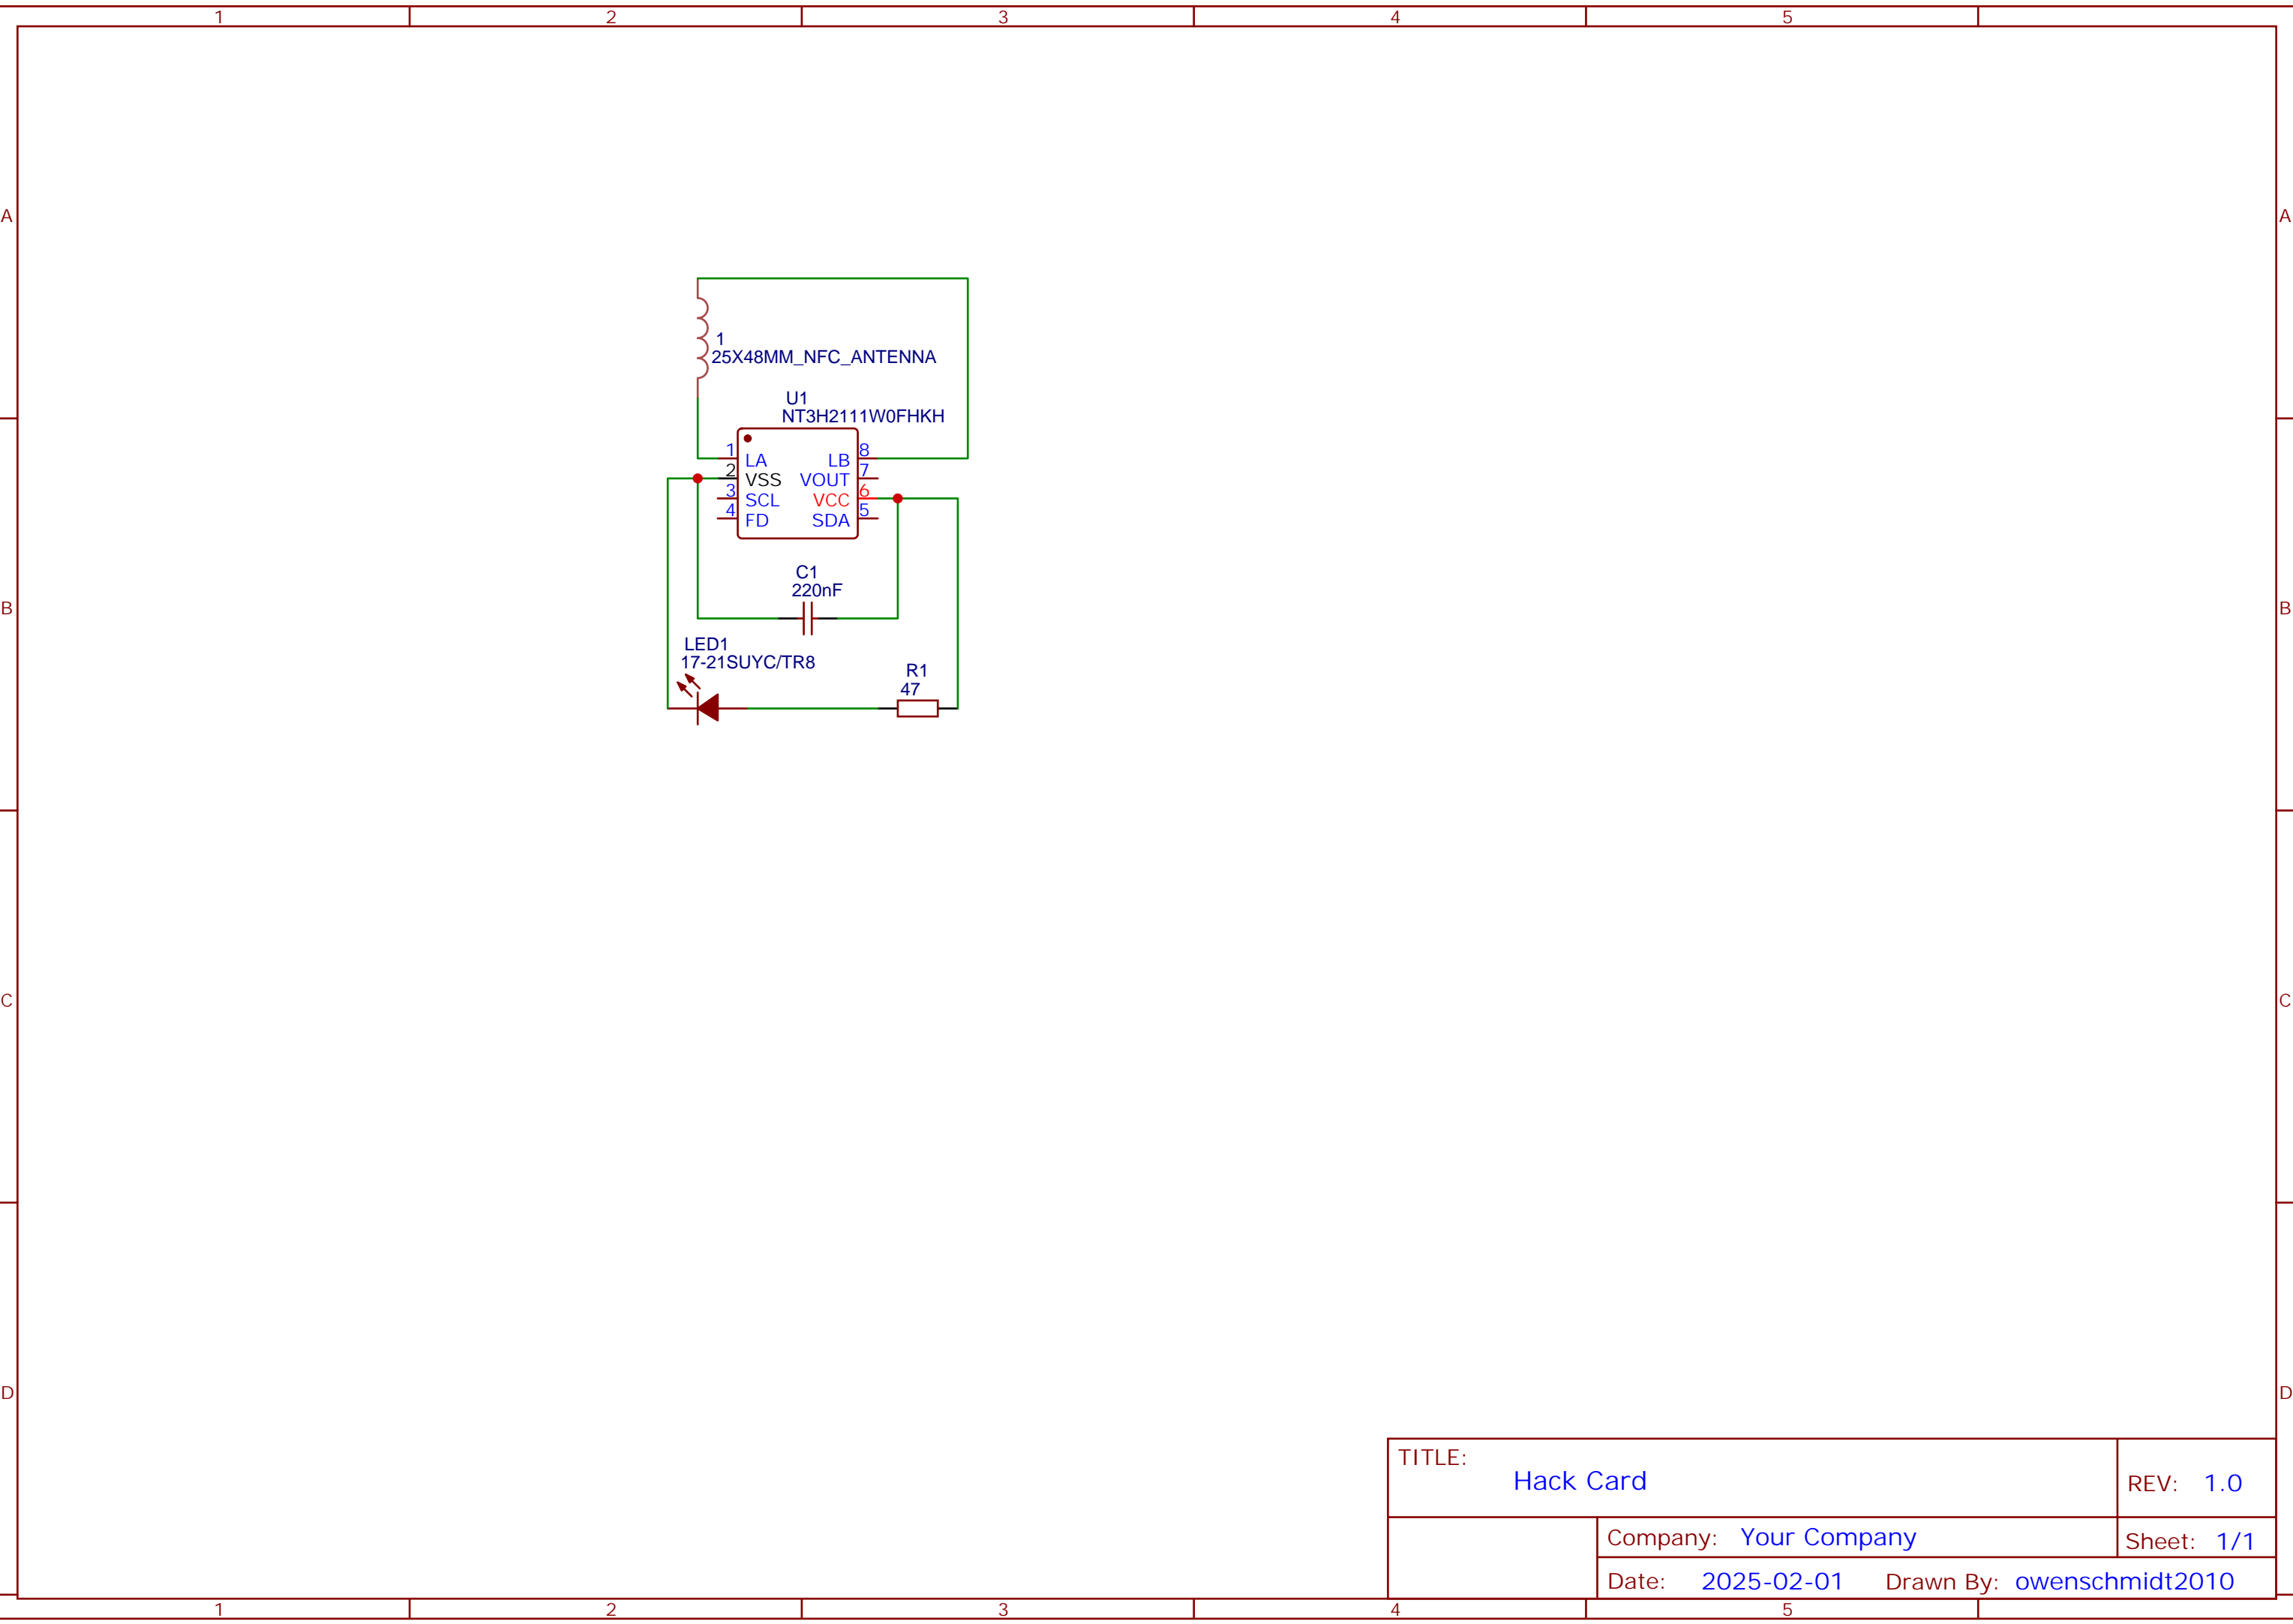 1 2 3 4 5
A A
1
25X48MM_NFC_ANTENNA
U1
NT3H2111W0FHKH
1 8
LA LB
2 7
VSS VOUT
3 6
SCL VCC
4 5
FD SDA
C1
220nF
B B
LED1
17-21SUYC/TR8
R1
47
C C
D D
TITLE:
Hack Card
REV: 1.0
Company: Your Company
Sheet: 1/1
Date: 2025-02-01 Drawn By: owenschmidt2010
1 2 3 4 5